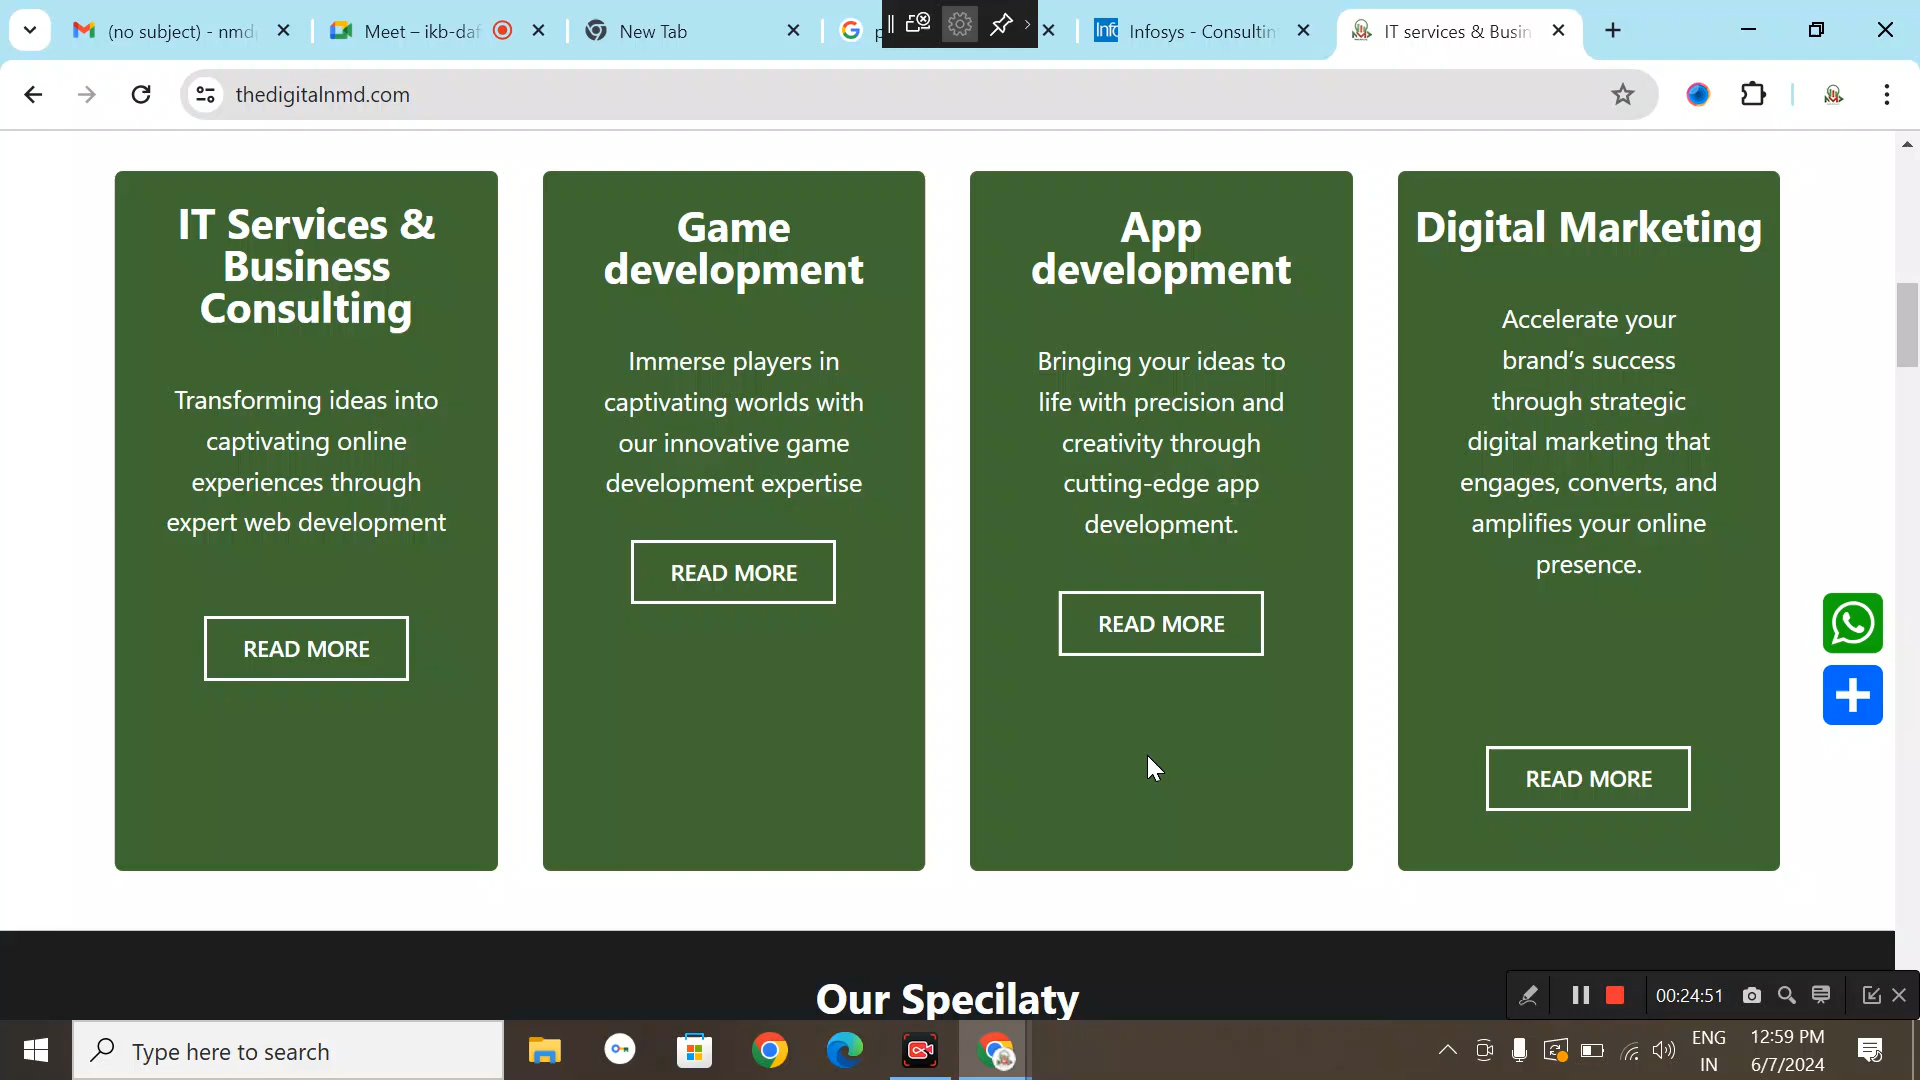 (no subject) - nmd
Meet – ikb-daf
New Tab
Infosys - Consultin
IT services & Busin
thedigitalnmd.com
IT Services &
Business
Consulting
Transforming ideas into
captivating online
experiences through
expert web development
READ MORE
Game
development
Immerse players in
captivating worlds with
our innovative game
development expertise
READ MORE
App
development
Bringing your ideas to
life with precision and
creativity through
cutting-edge app
development.
READ MORE
Digital Marketing
Accelerate your
brand’s success
through strategic
digital marketing that
engages, converts, and
amplifies your online
presence.
READ MORE
Our Specilaty
00:24:51
Type here to search
ENG
IN
12:59 PM
6/7/2024